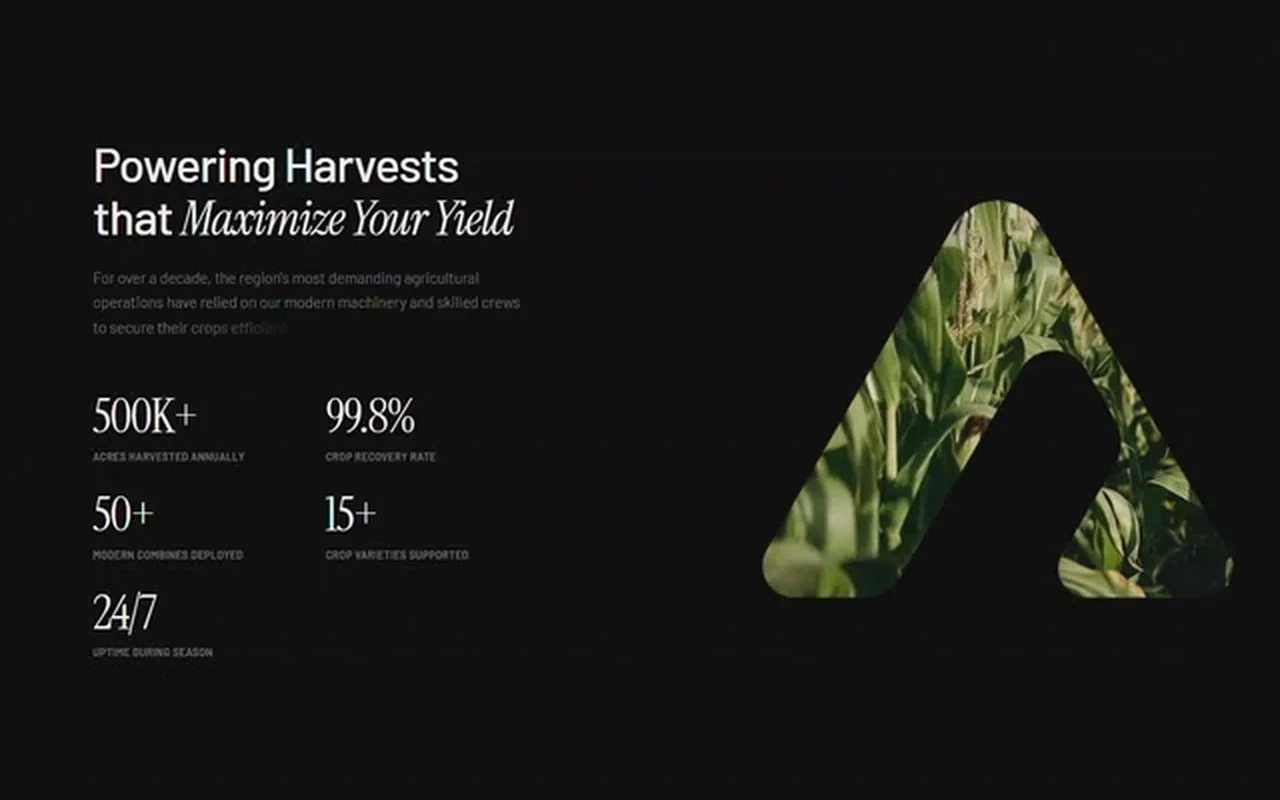 Powering Harvests
that Maximize Your Yield
For over a decade, the region's most demanding agricultural
operations have relied on our modern machinery and skilled crews
to secure their crops
500K+
99.8%
ACRES HARVESTED ANNUALLY
CROP RECOVERY RATE
50+
15+
MODERN COMBINES DEPLOYED
CROP VARIETIES SUPPORTED
24/7
UPTIME DURING SEASON